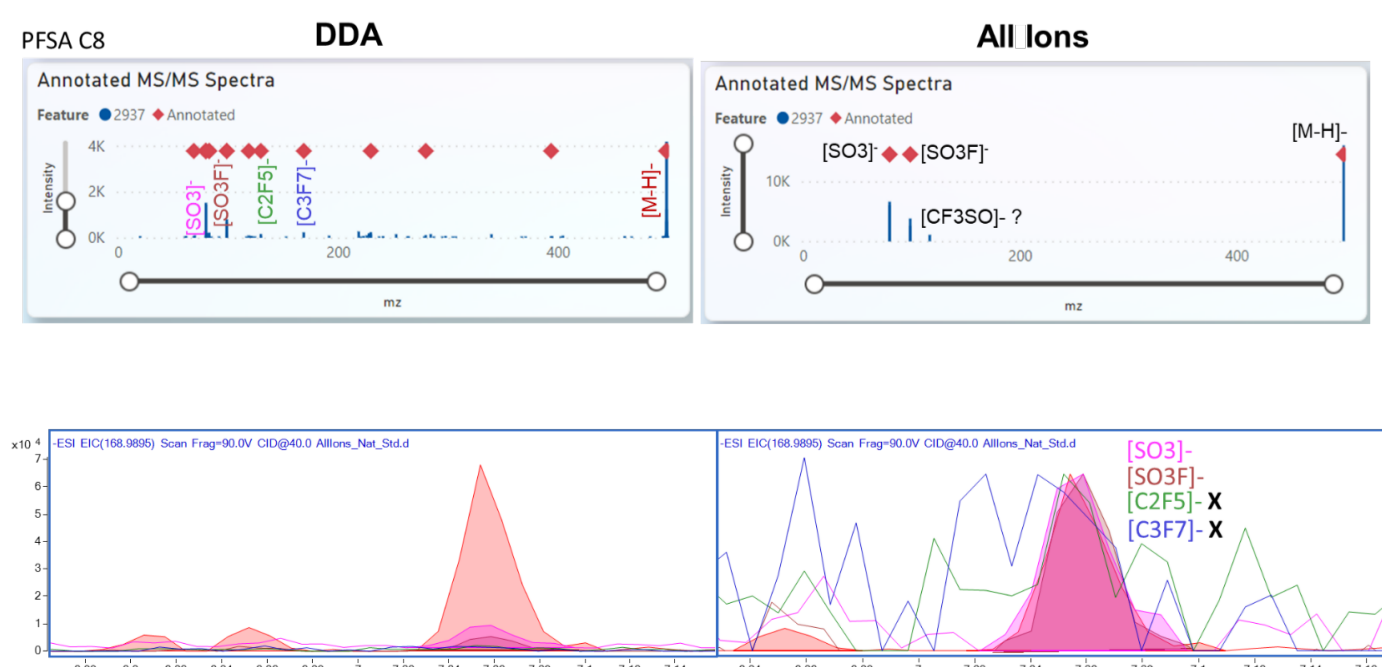 PFSA C8
DDA
All Ions
Annotated MS/MS Spectra
Feature 2937 Annotated
4K
2K
0K
Intensity
[SO3]-
[SO3F]-
[C2F5]-
[C3F7]-
[M-H]-
0 200 400
mz
Annotated MS/MS Spectra
Feature 2937 Annotated
[M-H]-
[SO3]- [SO3F]-
10K
[CF3SO]- ?
0K
Intensity
0 200 400
mz
x10 4
-ESI EIC(168.9895) Scan Frag=90.0V CID@40.0 AllIons_Nat_Std.d
7
6
5
4
3
2
1
0
-ESI EIC(168.9895) Scan Frag=90.0V CID@40.0 AllIons_Nat_Std.d
[SO3]-
[SO3F]-
[C2F5]- X
[C3F7]- X